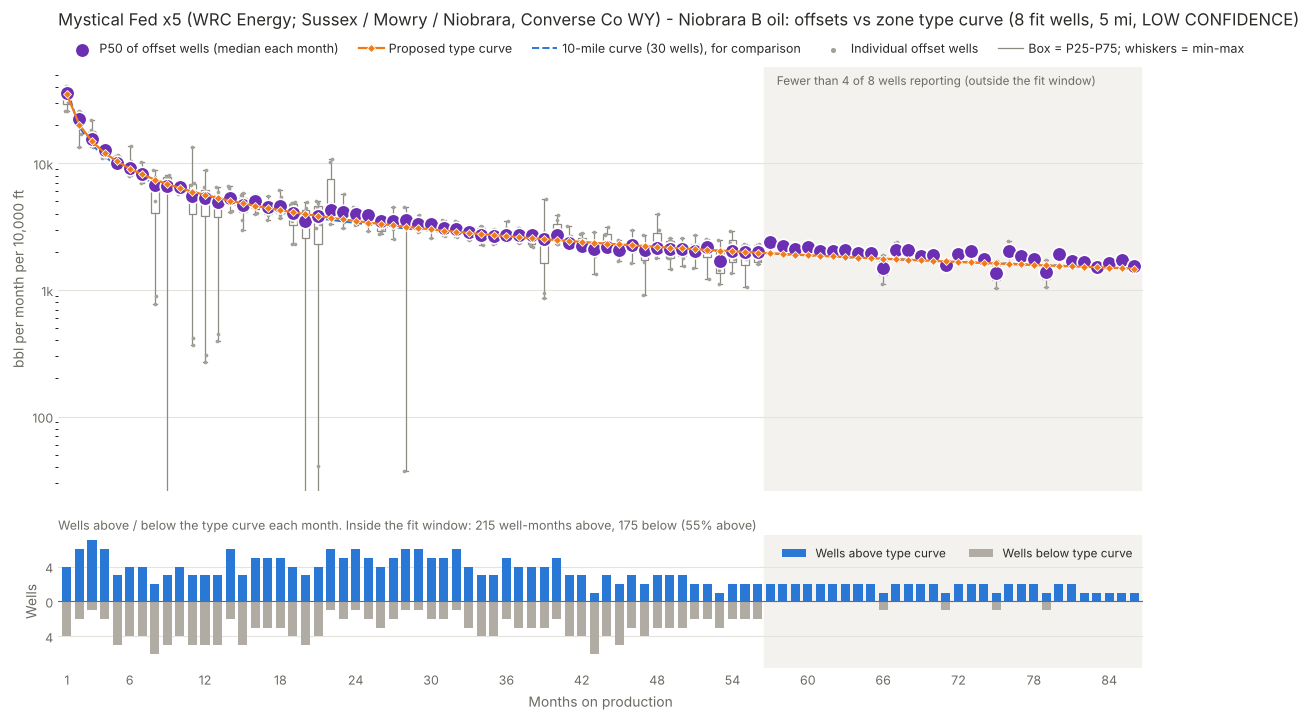 Mystical Fed x5 (WRC Energy; Sussex / Mowry / Niobrara, Converse Co WY) - Niobrara B oil: offsets vs zone type curve (8 fit wells, 5 mi, LOW CONFIDENCE)
P50 of offset wells (median each month) Proposed type curve 10-mile curve (30 wells), for comparison Individual offset wells Box = P25-P75; whiskers = min-max
Fewer than 4 of 8 wells reporting (outside the fit window)
10k
1k
100
bbl per month per 10,000 ft
Wells above / below the type curve each month. Inside the fit window: 215 well-months above, 175 below (55% above)
Wells above type curve Wells below type curve
4
0
4
Wells
1 6 12 18 24 30 36 42 48 54 60 66 72 78 84
Months on production